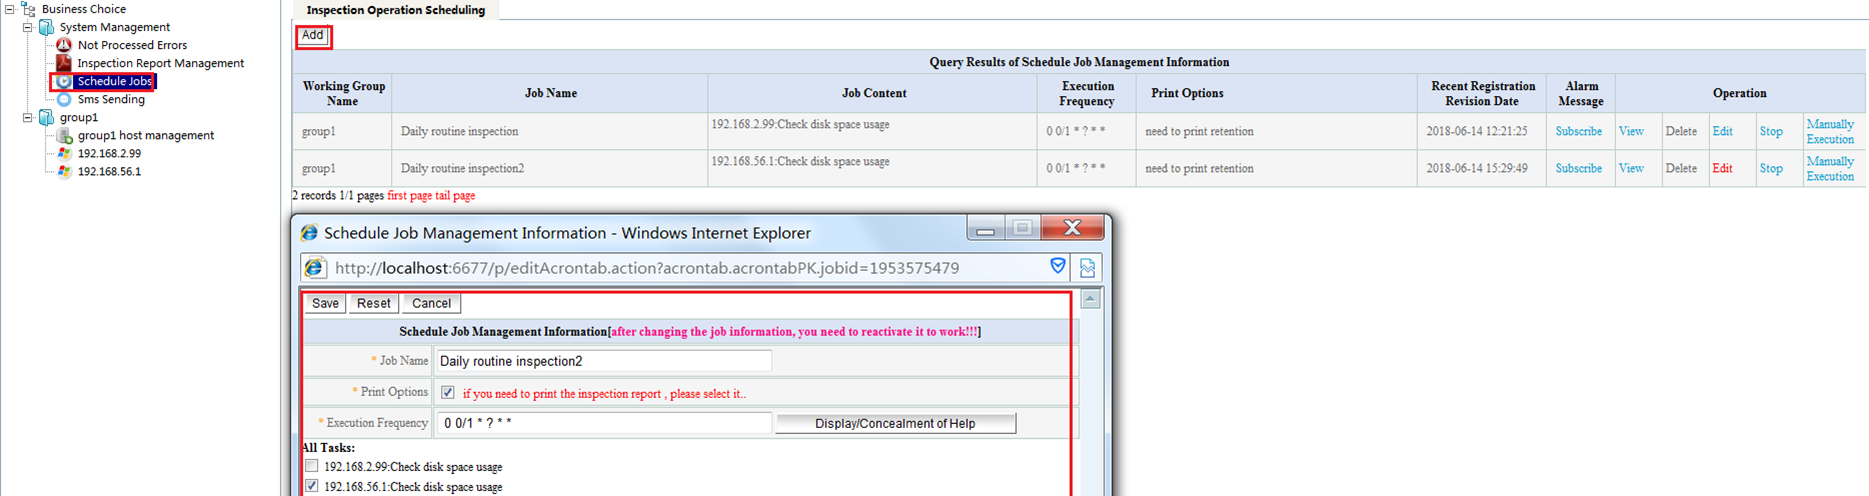 Business Choice
System Management
Not Processed Errors
Inspection Report Management
Schedule Jobs
Sms Sending
group1
group1 host management
192.168.2.99
192.168.56.1
Inspection Operation Scheduling
Add
Query Results of Schedule Job Management Information
Working Group Name Job Name Job Content Execution Frequency Print Options Recent Registration Revision Date Alarm Message Operation
group1 Daily routine inspection 192.168.2.99:Check disk space usage 0 0/1 * ? * * need to print retention 2018-06-14 12:21:25 Subscribe View Delete Edit Stop Manually Execution
group1 Daily routine inspection2 192.168.56.1:Check disk space usage 0 0/1 * ? * * need to print retention 2018-06-14 15:29:49 Subscribe View Delete Edit Stop Manually Execution
2 records 1/1 pages first page tail page
Schedule Job Management Information - Windows Internet Explorer
http://localhost:6677/p/editAcrontab.action?acrontab.acrontabPK.jobid=1953575479
Save Reset Cancel
Schedule Job Management Information[after changing the job information, you need to reactivate it to work!!!]
* Job Name Daily routine inspection2
* Print Options if you need to print the inspection report , please select it..
* Execution Frequency 0 0/1 * ? * * Display/Concealment of Help
All Tasks:
192.168.2.99:Check disk space usage
192.168.56.1:Check disk space usage